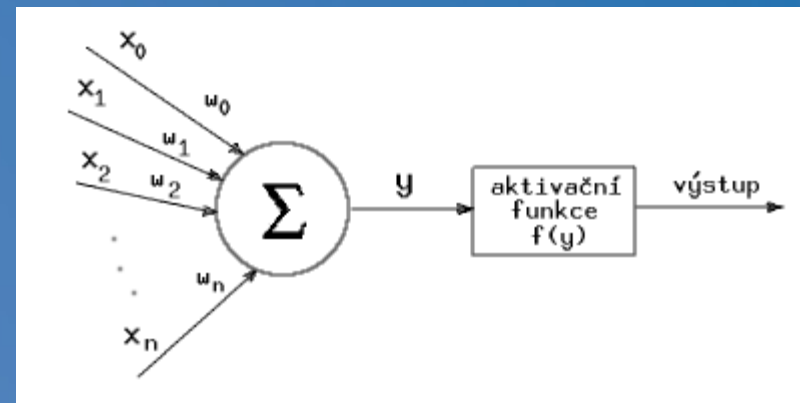 x₀
w₀
x₁
w₁
x₂
w₂
wₙ
xₙ
Σ
y
aktivační
funkce
f(y)
výstup